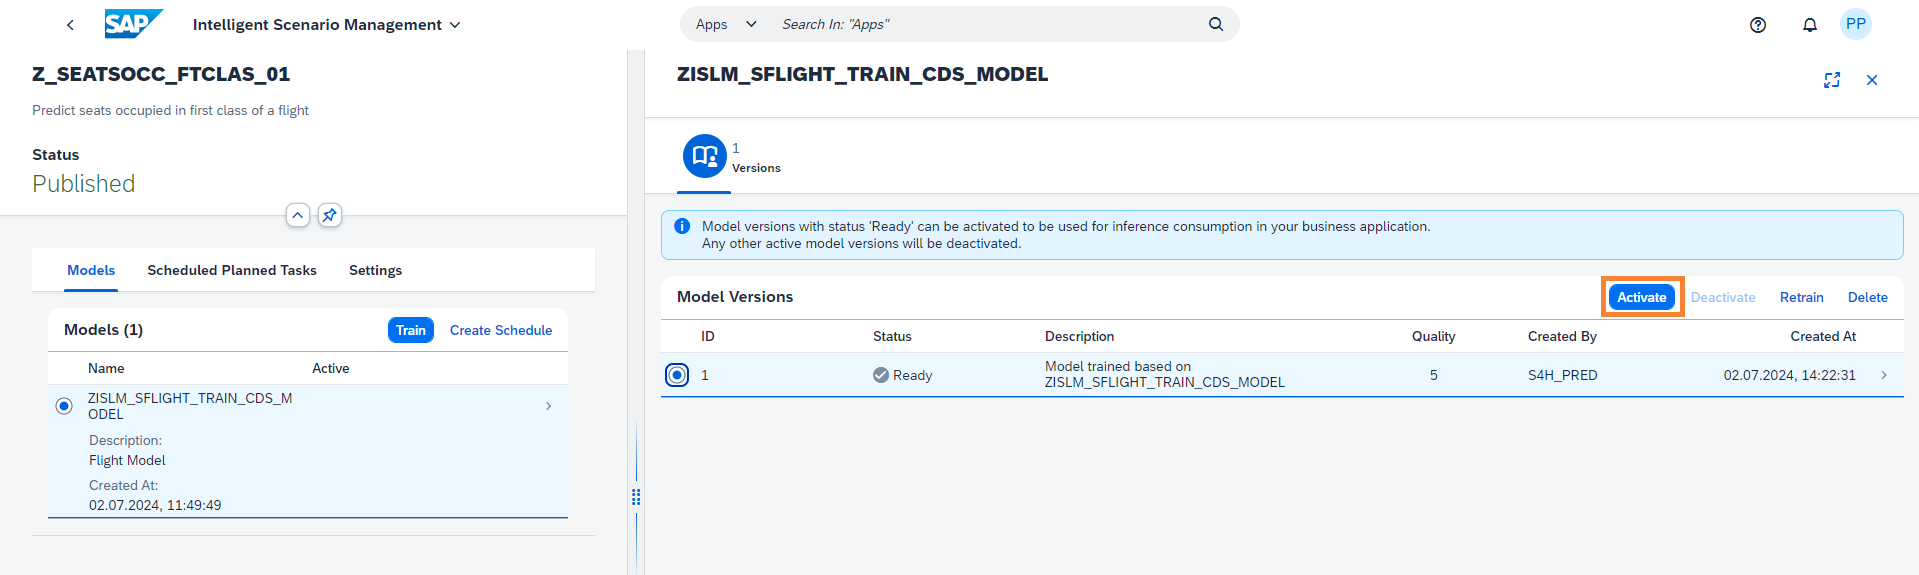 SAP
Intelligent Scenario Management
Apps
Search In: "Apps"
PP
Z_SEATSOCC_FTCLAS_01
Predict seats occupied in first class of a flight
Status
Published
Models
Scheduled Planned Tasks
Settings
Models (1)
Train
Create Schedule
Name
Active
ZISLM_SFLIGHT_TRAIN_CDS_M
ODEL
Description:
Flight Model
Created At:
02.07.2024, 11:49:49
ZISLM_SFLIGHT_TRAIN_CDS_MODEL
1
Versions
Model versions with status 'Ready' can be activated to be used for inference consumption in your business application.
Any other active model versions will be deactivated.
Model Versions
Activate
Deactivate
Retrain
Delete
ID
Status
Description
Quality
Created By
Created At
1
Ready
Model trained based on
ZISLM_SFLIGHT_TRAIN_CDS_MODEL
5
S4H_PRED
02.07.2024, 14:22:31